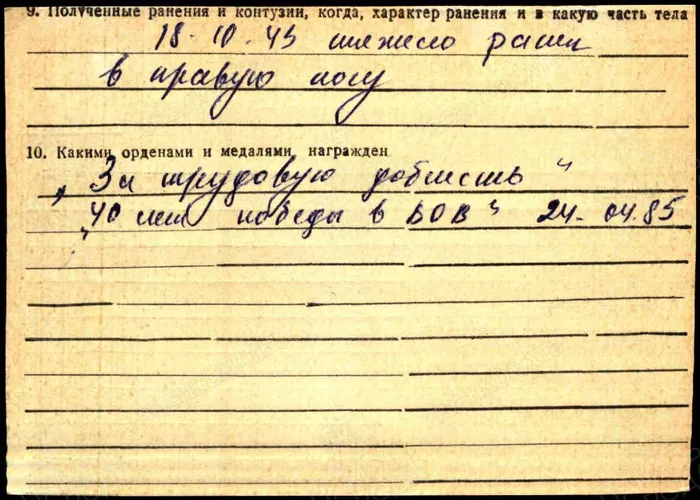 9. Полученные ранения и контузии, когда, характер ранения и в какую часть тела
18-10-43 тяжело ранен
в правую ногу
10. Какими орденами и медалями награжден
„За трудовую доблесть“
„40 лет победы в ВОВ“ 24-04.85